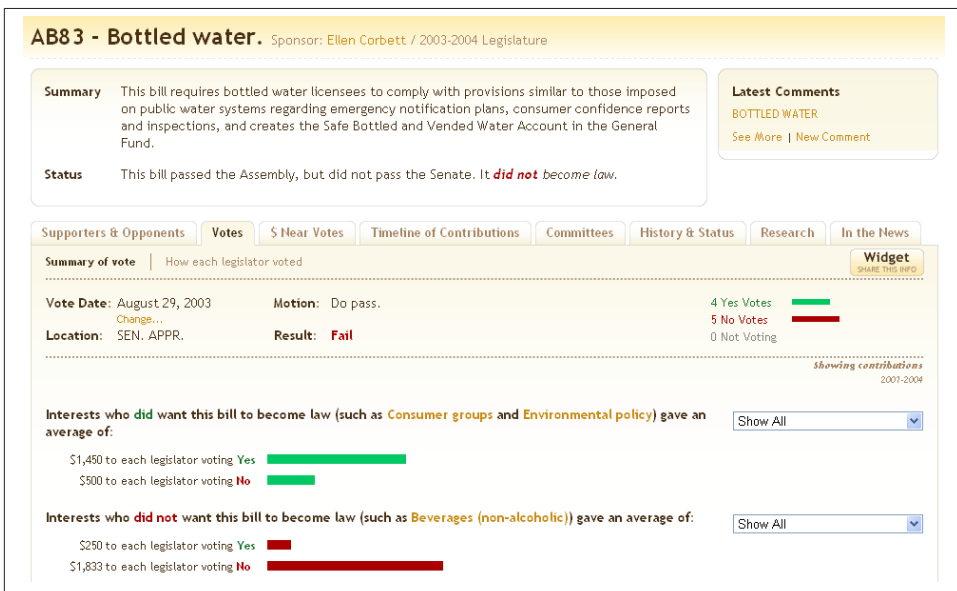 AB83 - Bottled water. Sponsor: Ellen Corbett / 2003-2004 Legislature
Summary This bill requires bottled water licensees to comply with provisions similar to those imposed
on public water systems regarding emergency notification plans, consumer confidence reports
and inspections, and creates the Safe Bottled and Vended Water Account in the General
Fund.
Status This bill passed the Assembly, but did not pass the Senate. It did not become law.
Latest Comments
BOTTLED WATER
See More | New Comment
Supporters & Opponents Votes $ Near Votes Timeline of Contributions Committees History & Status Research In the News
Summary of vote | How each legislator voted
Widget
SHARE THIS INFO
Vote Date: August 29, 2003 Motion: Do pass.
Change...
Location: SEN. APPR. Result: Fail
4 Yes Votes
5 No Votes
0 Not Voting
Showing contributions
2001-2004
Interests who did want this bill to become law (such as Consumer groups and Environmental policy) gave an
average of:
Show All
$1,450 to each legislator voting Yes
$500 to each legislator voting No
Interests who did not want this bill to become law (such as Beverages (non-alcoholic)) gave an average of:
Show All
$250 to each legislator voting Yes
$1,833 to each legislator voting No